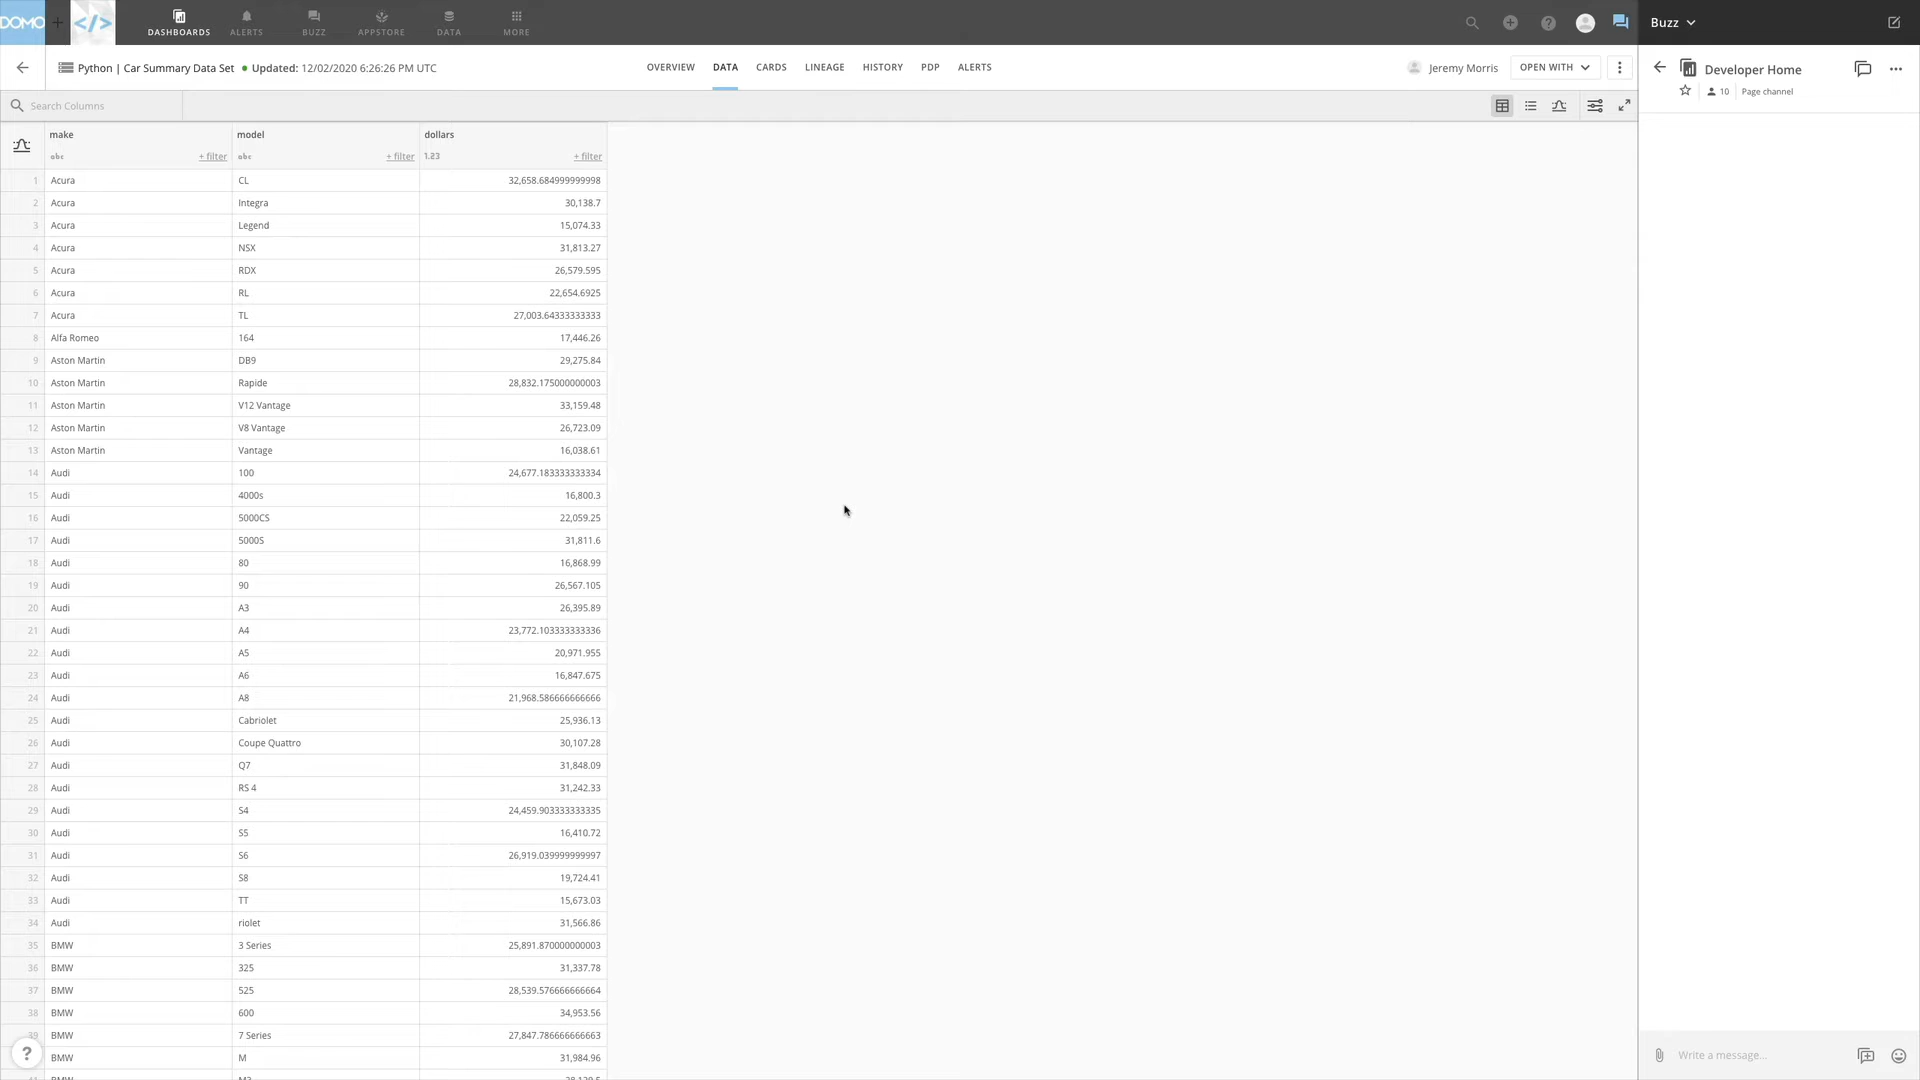 DOMO + </> DASHBOARDS ALERTS BUZZ APPSTORE DATA MORE
Buzz
Python | Car Summary Data Set Updated: 12/02/2020 6:26:26 PM UTC
OVERVIEW DATA CARDS LINEAGE HISTORY PDP ALERTS
Jeremy Morris OPEN WITH
Developer Home
10 Page channel
Search Columns
make model dollars
abc + filter abc + filter 1.23 + filter
1 Acura CL 32,658.684999999998
2 Acura Integra 30,138.7
3 Acura Legend 15,074.33
4 Acura NSX 31,813.27
5 Acura RDX 26,579.595
6 Acura RL 22,654.6925
7 Acura TL 27,003.64333333333
8 Alfa Romeo 164 17,446.26
9 Aston Martin DB9 29,275.84
10 Aston Martin Rapide 28,832.175000000003
11 Aston Martin V12 Vantage 33,159.48
12 Aston Martin V8 Vantage 26,723.09
13 Aston Martin Vantage 16,038.61
14 Audi 100 24,677.183333333334
15 Audi 4000s 16,800.3
16 Audi 5000CS 22,059.25
17 Audi 5000S 31,811.6
18 Audi 80 16,868.99
19 Audi 90 26,567.105
20 Audi A3 26,395.89
21 Audi A4 23,772.103333333336
22 Audi A5 20,971.955
23 Audi A6 16,847.675
24 Audi A8 21,968.586666666666
25 Audi Cabriolet 25,936.13
26 Audi Coupe Quattro 30,107.28
27 Audi Q7 31,848.09
28 Audi RS 4 31,242.33
29 Audi S4 24,459.903333333335
30 Audi S5 16,410.72
31 Audi S6 26,919.039999999997
32 Audi S8 19,724.41
33 Audi TT 15,673.03
34 Audi riolet 31,566.86
35 BMW 3 Series 25,891.870000000003
36 BMW 325 31,337.78
37 BMW 525 28,539.576666666664
38 BMW 600 34,953.56
39 BMW 7 Series 27,847.786666666663
? BMW M 31,984.96
BMW M3
Write a message...